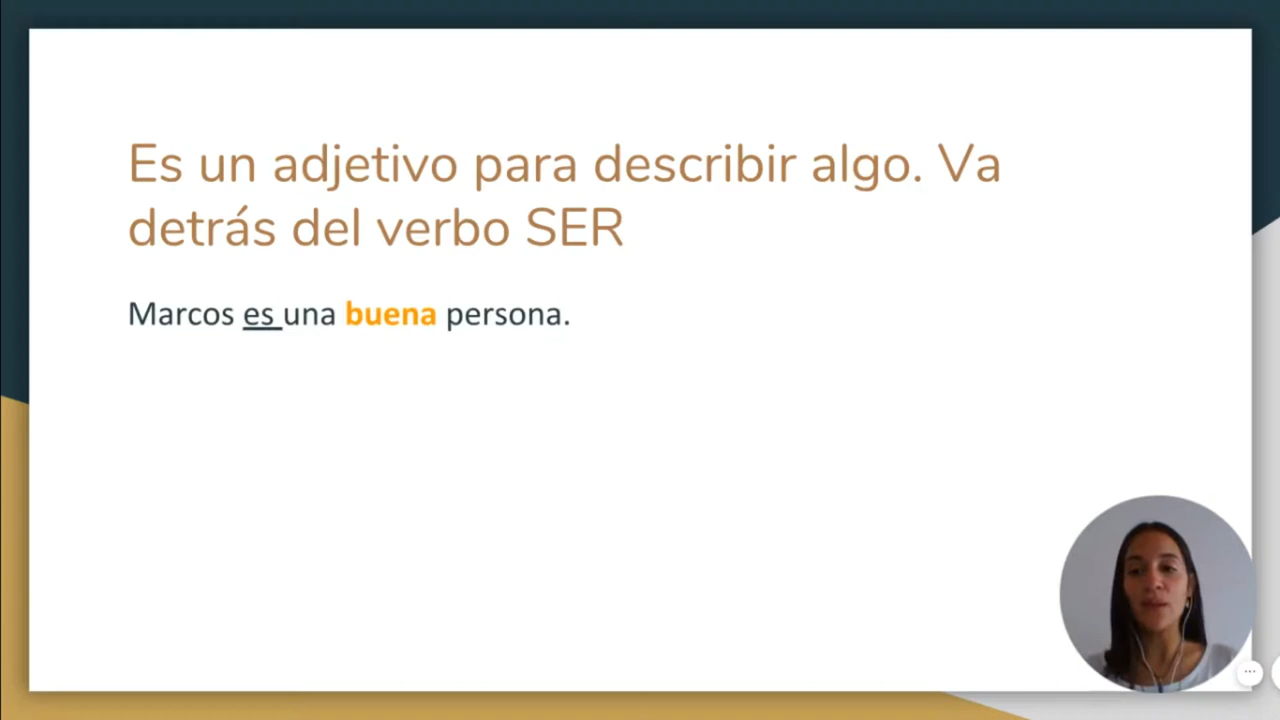 Es un adjetivo para describir algo. Va
detrás del verbo SER
Marcos es una buena persona.